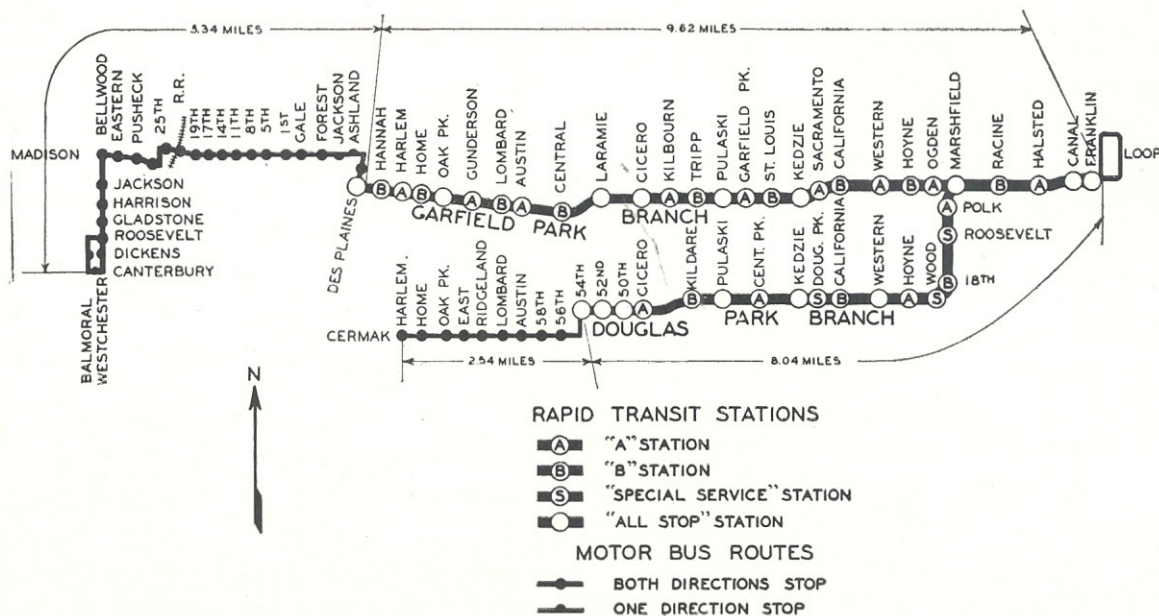 5.34 MILES
9.62 MILES
BELLWOOD
EASTERN
PUSHECK
25TH
R.R.
19TH
17TH
14TH
11TH
8TH
5TH
1ST
GALE
FOREST
JACKSON
ASHLAND
HANNAH
HARLEM
HOME
OAK PK.
GUNDERSON.
LOMBARD
AUSTIN
CENTRAL
LARAMIE
CICERO
KILBOURN
TRIPP
PULASKI
GARFIELD PK.
ST. LOUIS
KEDZIE
SACRAMENTO
CALIFORNIA
WESTERN
HOYNE
OGDEN
MARSHFIELD
RACINE
HALSTED
CANAL
FRANKLIN
LOOP
MADISON
JACKSON
HARRISON
GLADSTONE
ROOSEVELT
DICKENS
CANTERBURY
BALMORAL
WESTCHESTER
DES PLAINES
B A B A B A B A B A B A B A B A B A
GARFIELD PARK BRANCH
A POLK
S ROOSEVELT
B 18TH
HARLEM.
HOME
OAK PK.
EAST
RIDGELAND
LOMBARD
AUSTIN
58TH
56TH
54TH
52ND
50TH
CICERO
KILDARE
PULASKI
CENT. PK.
KEDZIE
DOUG. PK.
CALIFORNIA
WESTERN
HOYNE
WOOD
A B A S B A S
DOUGLAS PARK BRANCH
CERMAK
2.54 MILES
8.04 MILES
N
RAPID TRANSIT STATIONS
A "A" STATION
B "B" STATION
S "SPECIAL SERVICE" STATION
"ALL STOP" STATION
MOTOR BUS ROUTES
BOTH DIRECTIONS STOP
ONE DIRECTION STOP